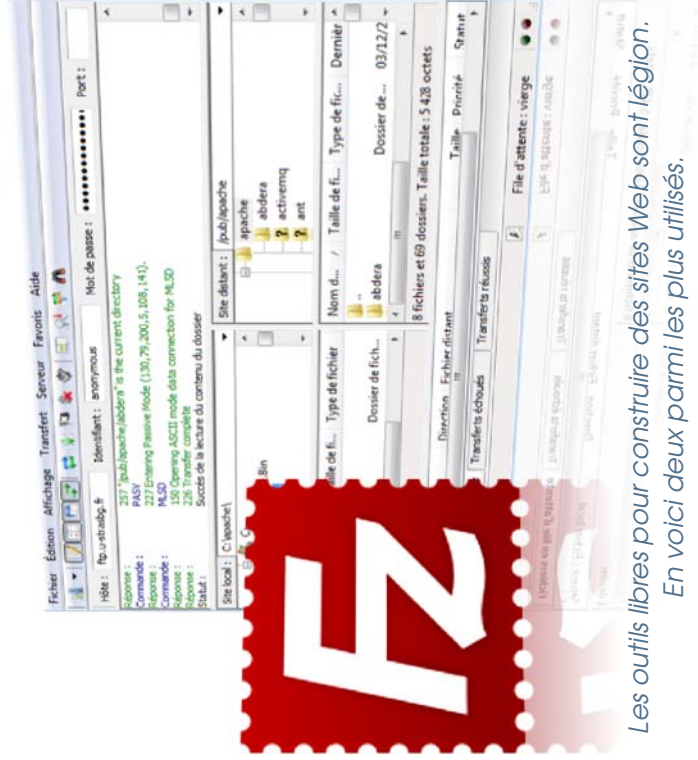 Fichier Édition Affichage Transfert Serveur Favoris Aide
Hôte : ftp.u-strasbg.fr Identifiant : anonymous Mot de passe : •••••••••••••• Port :
Réponse : 257 "/pub/apache/abdera" is the current directory
Commande : PASV
Réponse : 227 Entering Passive Mode (130,79,200,5,108,141).
Commande : MLSD
Réponse : 150 Opening ASCII mode data connection for MLSD
Réponse : 226 Transfer complete
Statut : Succès de la lecture du contenu du dossier
Site local : C:\apache\ Site distant : /pub/apache
apache
abdera
activemq
ant
.Bin
ille de fi... Type de fichier
Dossier de fich...
Nom d... / Taille de fi... Type de fic... Dernièr
..
abdera Dossier de ... 03/12/2
8 fichiers et 69 dossiers. Taille totale : 5 428 octets
Direction Fichier distant Taille Priorité Statut
Transferts échoués Transferts réussis
File d'attente : vierge
Fz
Les outils libres pour construire des sites Web sont légion.
En voici deux parmi les plus utilisés.